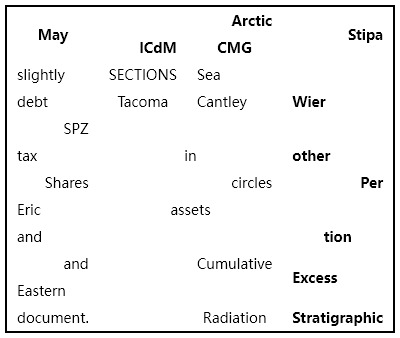 Arctic
May Stipa
ICdM CMG
slightly SECTIONS Sea
debt Tacoma Cantley Wier
SPZ
tax in other
Shares circles Per
Eric assets
and tion
and Cumulative
Excess
Eastern
document. Radiation Stratigraphic